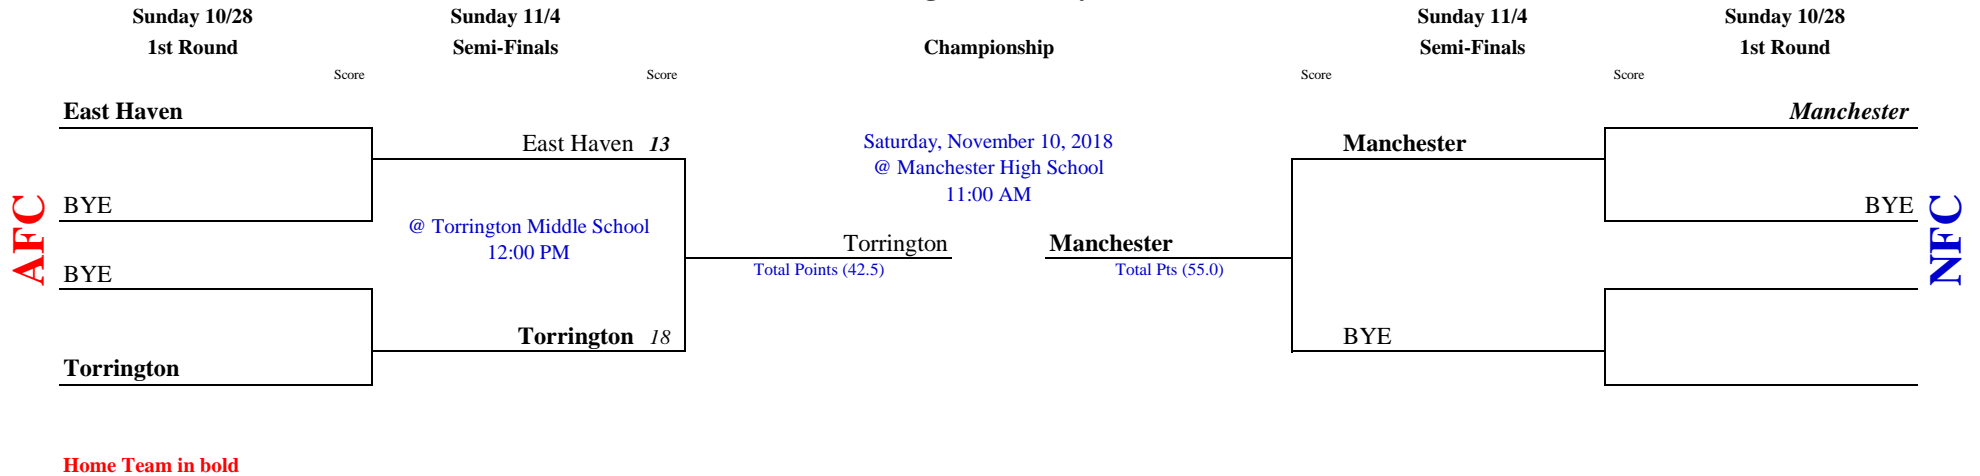 Sunday 10/28
Sunday 11/4
Sunday 11/4
Sunday 10/28
1st Round
Semi-Finals
Championship
Semi-Finals
1st Round
Score
Score
Score
Score
East Haven
Manchester
East Haven 13
Saturday, November 10, 2018
Manchester
@ Manchester High School
11:00 AM
AFC
BYE
BYE
NFC
@ Torrington Middle School
12:00 PM
Torrington
Manchester
Total Points (42.5)
Total Pts (55.0)
BYE
Torrington 18
BYE
Torrington
Home Team in bold